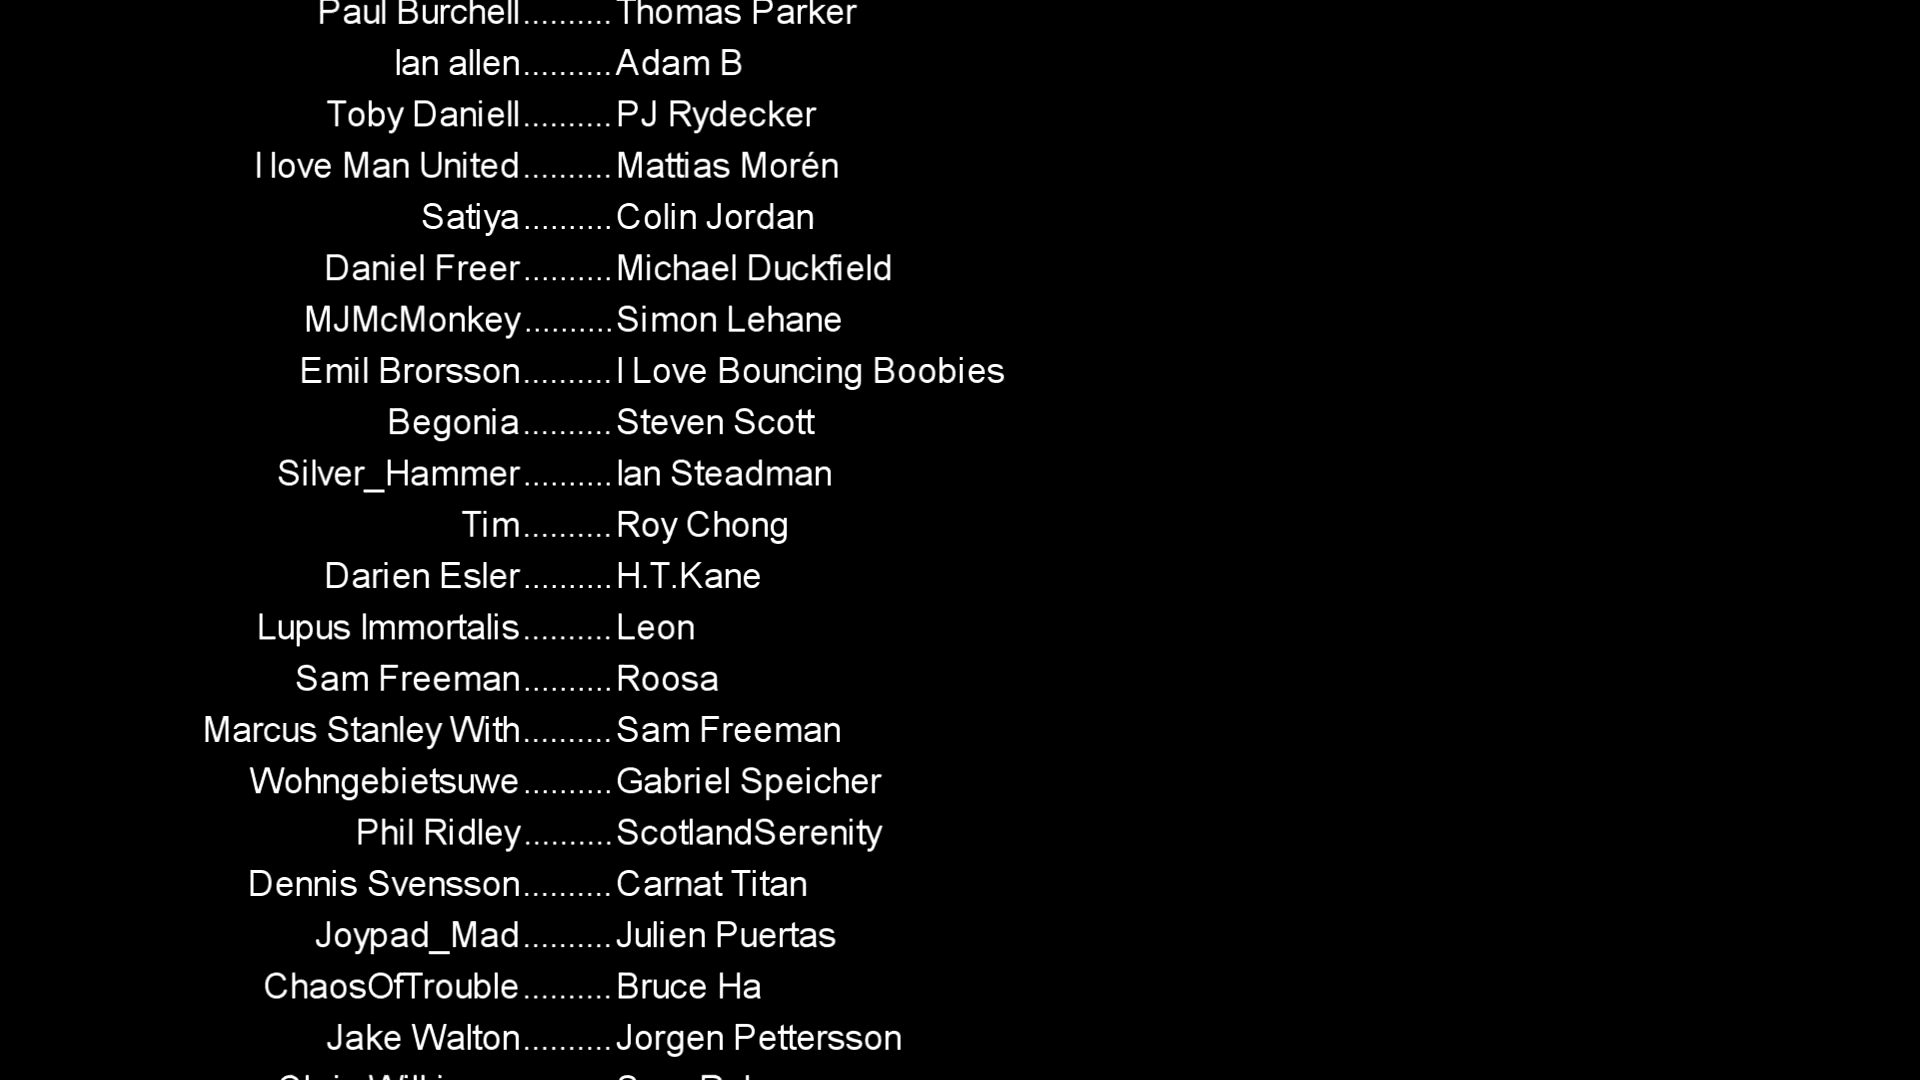 Paul Burchell..........Thomas Parker
Ian allen..........Adam B
Toby Daniell..........PJ Rydecker
I love Man United..........Mattias Morén
Satiya..........Colin Jordan
Daniel Freer..........Michael Duckfield
MJMcMonkey..........Simon Lehane
Emil Brorsson..........I Love Bouncing Boobies
Begonia..........Steven Scott
Silver_Hammer..........Ian Steadman
Tim..........Roy Chong
Darien Esler..........H.T.Kane
Lupus Immortalis..........Leon
Sam Freeman..........Roosa
Marcus Stanley With..........Sam Freeman
Wohngebietsuwe..........Gabriel Speicher
Phil Ridley..........ScotlandSerenity
Dennis Svensson..........Carnat Titan
Joypad_Mad..........Julien Puertas
ChaosOfTrouble..........Bruce Ha
Jake Walton..........Jorgen Pettersson